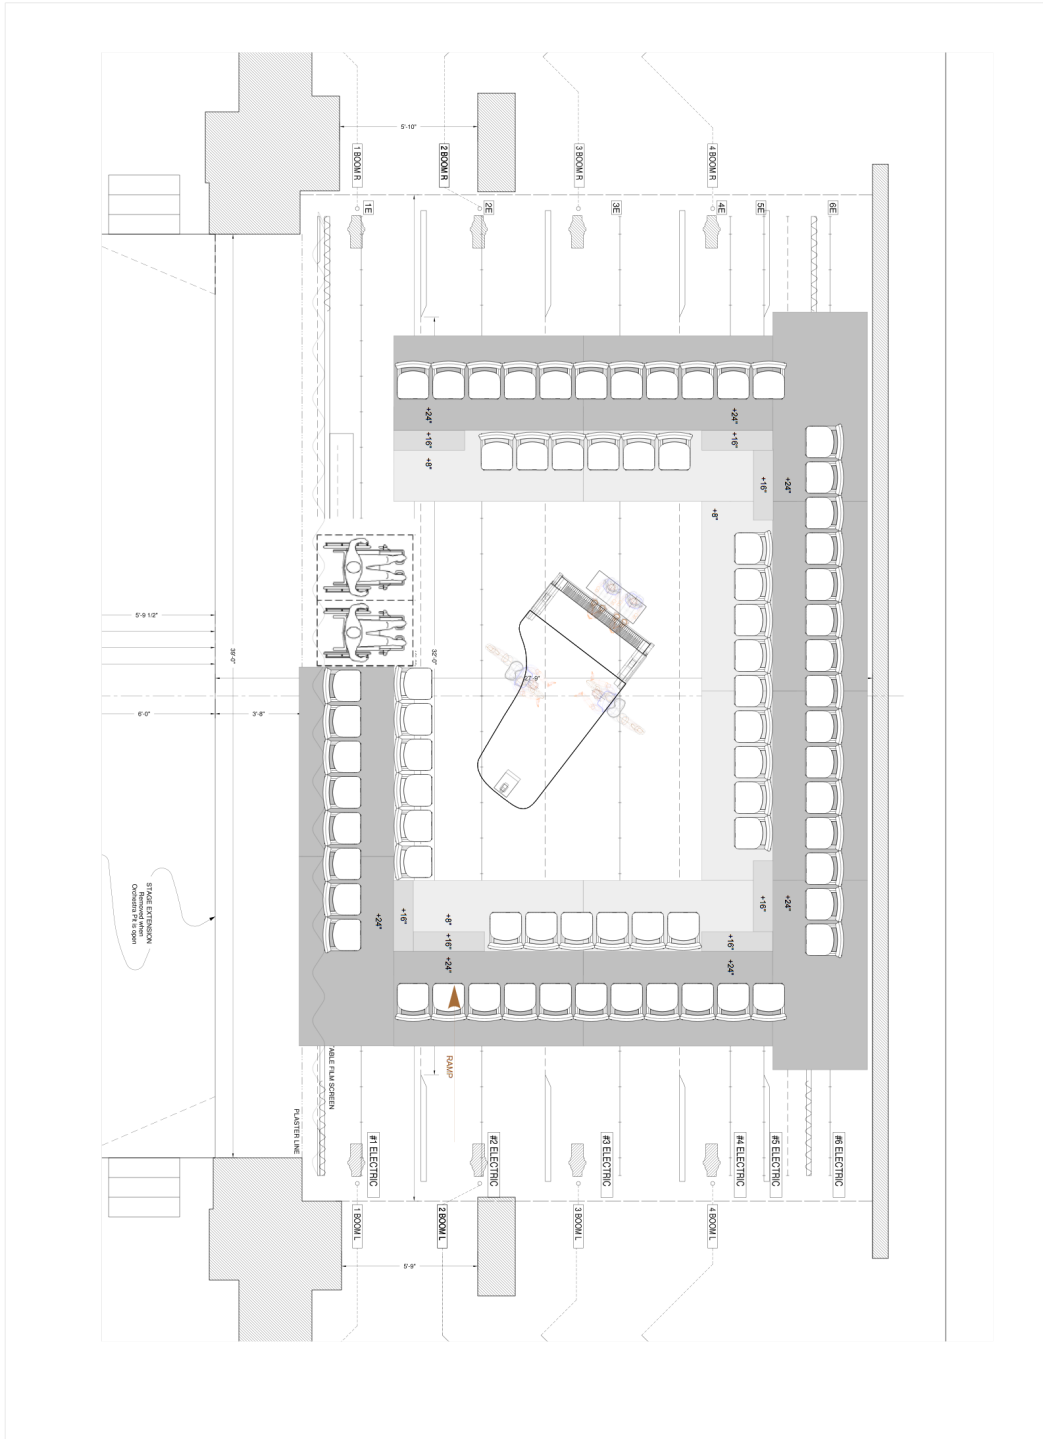 5'-10"
1 BOOM R
2 BOOM R
3 BOOM R
4 BOOM R
1E
2E
3E
4E
5E
6E
+24"
+16"
+8"
+24"
+16"
+16"
+24"
+8"
5'-9 1/2"
39'-0"
32'-0"
27'-9"
6'-0"
3'-8"
STAGE EXTENSION
Removed when
Orchestra Pit is open
+24"
+16"
+8"
+16"
+24"
+16"
+24"
+16"
+24"
RAMP
TABLE FILM SCREEN
PLASTER LINE
#1 ELECTRIC
#2 ELECTRIC
#3 ELECTRIC
#4 ELECTRIC
#5 ELECTRIC
#6 ELECTRIC
1 BOOM L
2 BOOM L
3 BOOM L
4 BOOM L
5'-9"